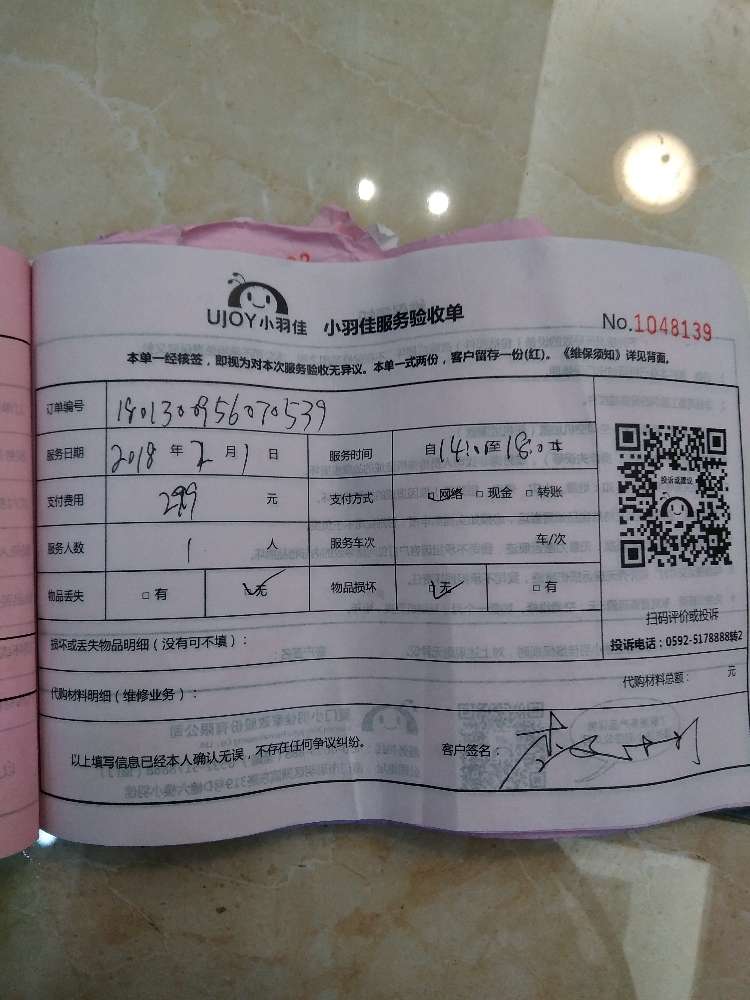 UJOY小羽佳 小羽佳服务验收单 No.1048139
本单一经核签，即视为对本次服务验收无异议。本单一式两份，客户留存一份(红)。《维保须知》详见背面。
订单编号 1801300956070539
服务日期 2018 年 2 月 1 日 服务时间 自14:0至18:0
支付费用 299 元 支付方式 □网络 □现金 □转账
服务人数 1 人 服务车次 车/次
物品丢失 □有 □无 物品损坏 □无 □有
投诉或建议
扫码评价或投诉
投诉电话：0592-5178888转2
损坏或丢失物品明细（没有可不填）：
代购材料明细（维修业务）： 代购材料总额： 元
以上填写信息已经本人确认无误，不存在任何争议纠纷。 客户签名：